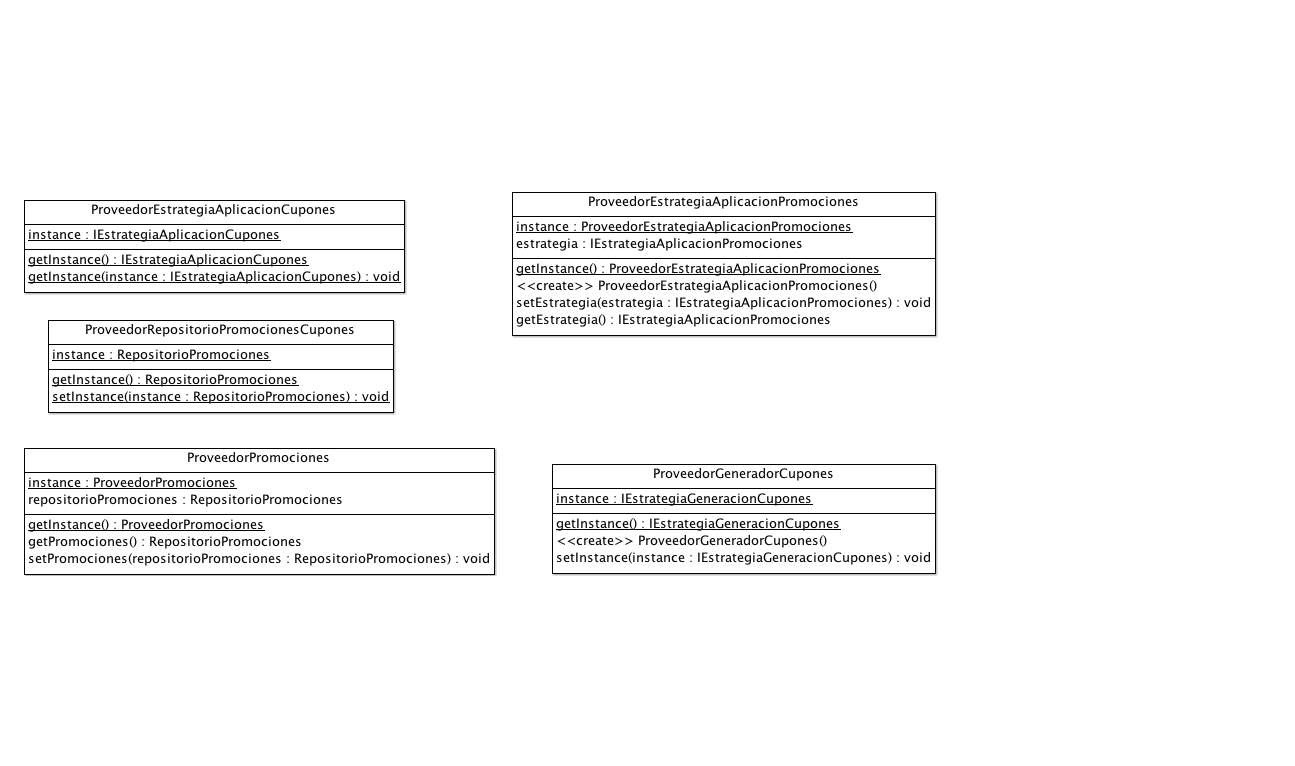 ProveedorEstrategiaAplicacionCupones
instance : IEstrategiaAplicacionCupones
getInstance() : IEstrategiaAplicacionCupones
getInstance(instance : IEstrategiaAplicacionCupones) : void
ProveedorEstrategiaAplicacionPromociones
instance : ProveedorEstrategiaAplicacionPromociones
estrategia : IEstrategiaAplicacionPromociones
getInstance() : ProveedorEstrategiaAplicacionPromociones
<<create>> ProveedorEstrategiaAplicacionPromociones()
setEstrategia(estrategia : IEstrategiaAplicacionPromociones) : void
getEstrategia() : IEstrategiaAplicacionPromociones
ProveedorRepositorioPromocionesCupones
instance : RepositorioPromociones
getInstance() : RepositorioPromociones
setInstance(instance : RepositorioPromociones) : void
ProveedorPromociones
instance : ProveedorPromociones
repositorioPromociones : RepositorioPromociones
getInstance() : ProveedorPromociones
getPromociones() : RepositorioPromociones
setPromociones(repositorioPromociones : RepositorioPromociones) : void
ProveedorGeneradorCupones
instance : IEstrategiaGeneracionCupones
getInstance() : IEstrategiaGeneracionCupones
<<create>> ProveedorGeneradorCupones()
setInstance(instance : IEstrategiaGeneracionCupones) : void